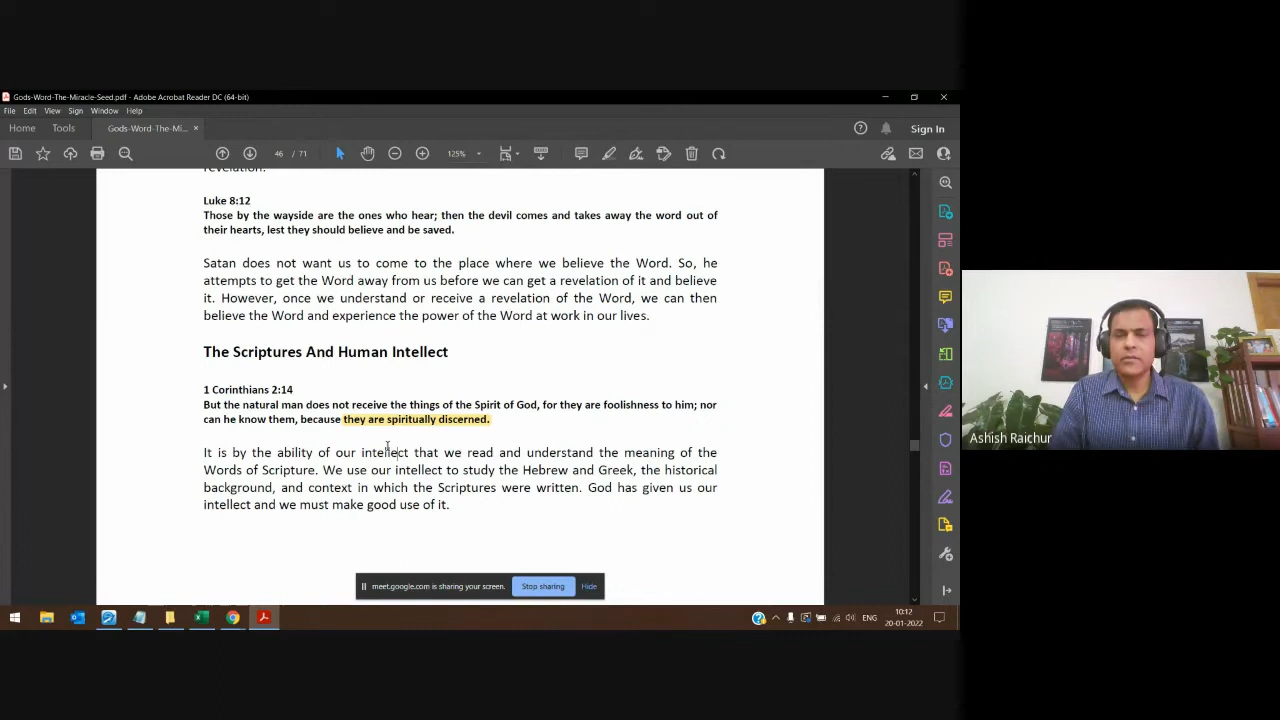 Gods-Word-The-Miracle-Seed.pdf - Adobe Acrobat Reader DC (64-bit)
File Edit View Sign Window Help
Home Tools Gods-Word-The-Mi... × Sign In
46 / 71 125%
revelation.
Luke 8:12
Those by the wayside are the ones who hear; then the devil comes and takes away the word out of
their hearts, lest they should believe and be saved.
Satan does not want us to come to the place where we believe the Word. So, he
attempts to get the Word away from us before we can get a revelation of it and believe
it. However, once we understand or receive a revelation of the Word, we can then
believe the Word and experience the power of the Word at work in our lives.
The Scriptures And Human Intellect
1 Corinthians 2:14
But the natural man does not receive the things of the Spirit of God, for they are foolishness to him; nor
can he know them, because they are spiritually discerned.
It is by the ability of our intellect that we read and understand the meaning of the
Words of Scripture. We use our intellect to study the Hebrew and Greek, the historical
background, and context in which the Scriptures were written. God has given us our
intellect and we must make good use of it.
meet.google.com is sharing your screen. Stop sharing Hide
Ashish Raichur
ENG 10:12
20-01-2022